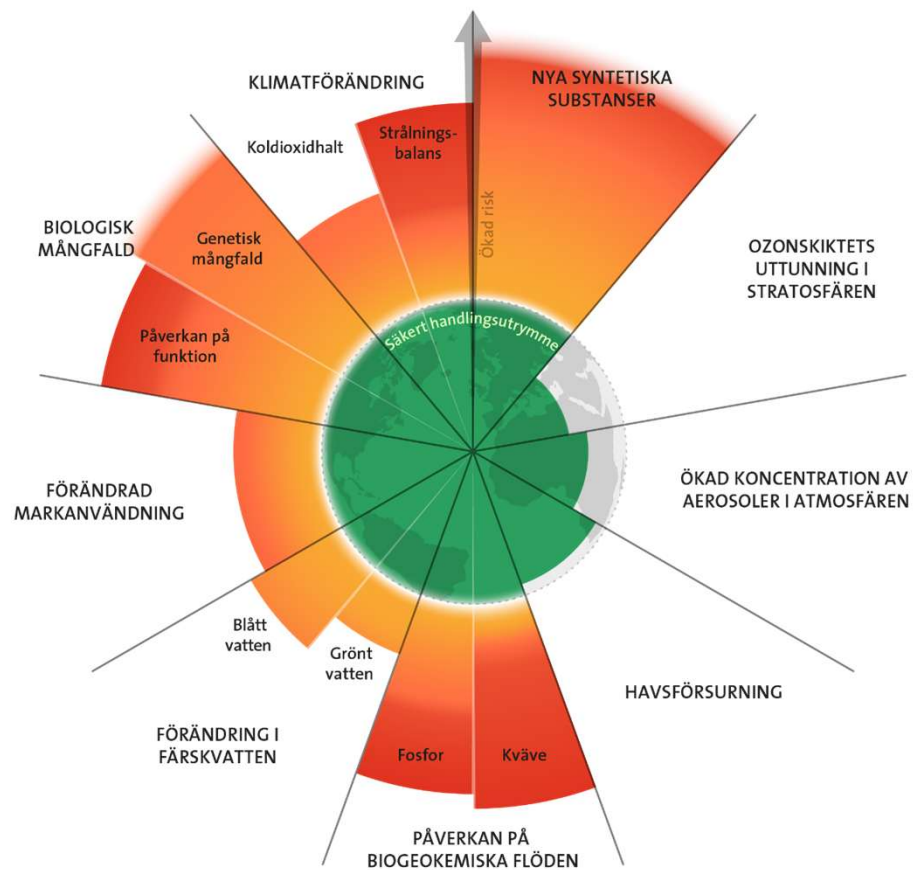 KLIMATFÖRÄNDRING
Koldioxidhalt
Strålnings-
balans
NYA SYNTETISKA
SUBSTANSER
Ökad risk
BIOLOGISK
MÅNGFALD
Genetisk
mångfald
Påverkan på
funktion
OZONSKIKTETS
UTTUNNING I
STRATOSFÄREN
Säkert handlingsutrymme
FÖRÄNDRAD
MARKANVÄNDNING
ÖKAD KONCENTRATION AV
AEROSOLER I ATMOSFÄREN
Blått
vatten
Grönt
vatten
FÖRÄNDRING I
FÄRSKVATTEN
HAVSFÖRSURNING
Fosfor
Kväve
PÅVERKAN PÅ
BIOGEOKEMISKA FLÖDEN